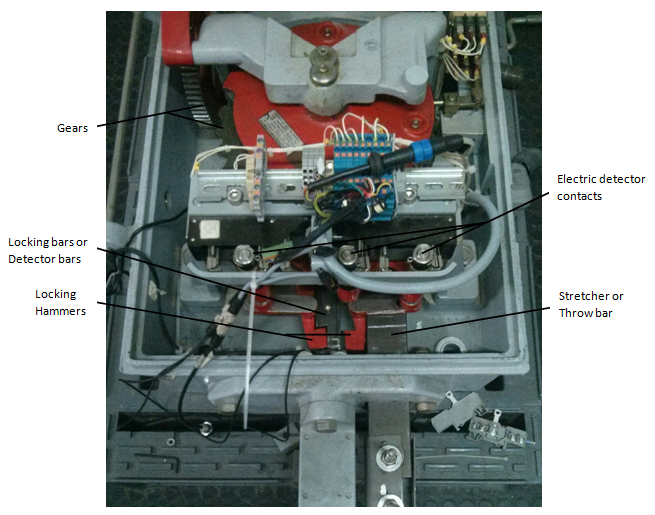 Gears
Electric detector
contacts
Locking bars or
Detector bars
Locking
Hammers
Stretcher or
Throw bar